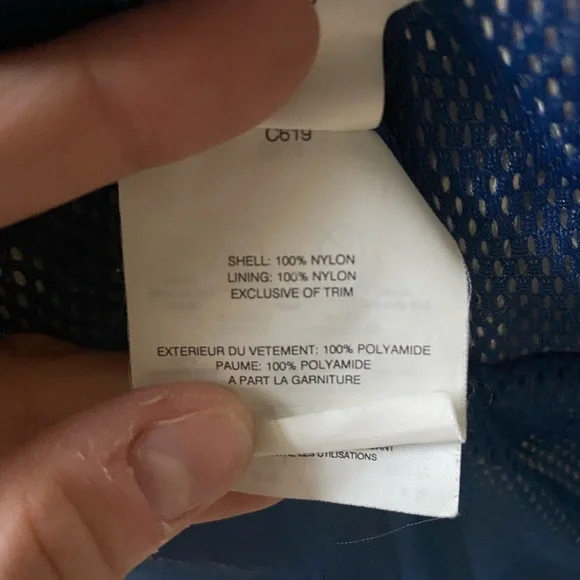 C619
SHELL: 100% NYLON
LINING: 100% NYLON
EXCLUSIVE OF TRIM
EXTERIEUR DU VETEMENT: 100% POLYAMIDE
PAUME: 100% POLYAMIDE
A PART LA GARNITURE
LES UTILISATIONS